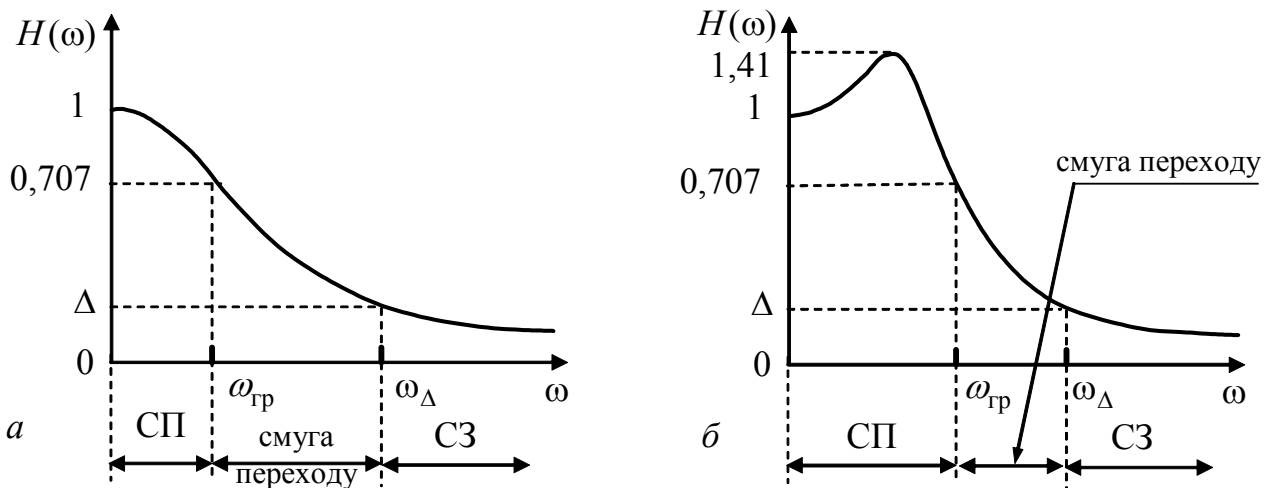 H(ω)
1
0,707
Δ
0
ω_гр
ω_Δ
ω
а
СП
смуга
переходу
СЗ
H(ω)
1,41
1
0,707
смуга переходу
Δ
0
ω_гр
ω_Δ
ω
б
СП
СЗ